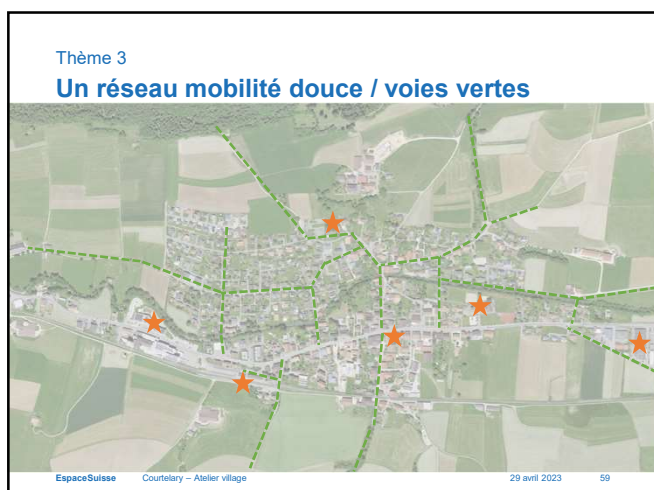 Thème 3
Un réseau mobilité douce / voies vertes
EspaceSuisse Courtelary – Atelier village 29 avril 2023 59